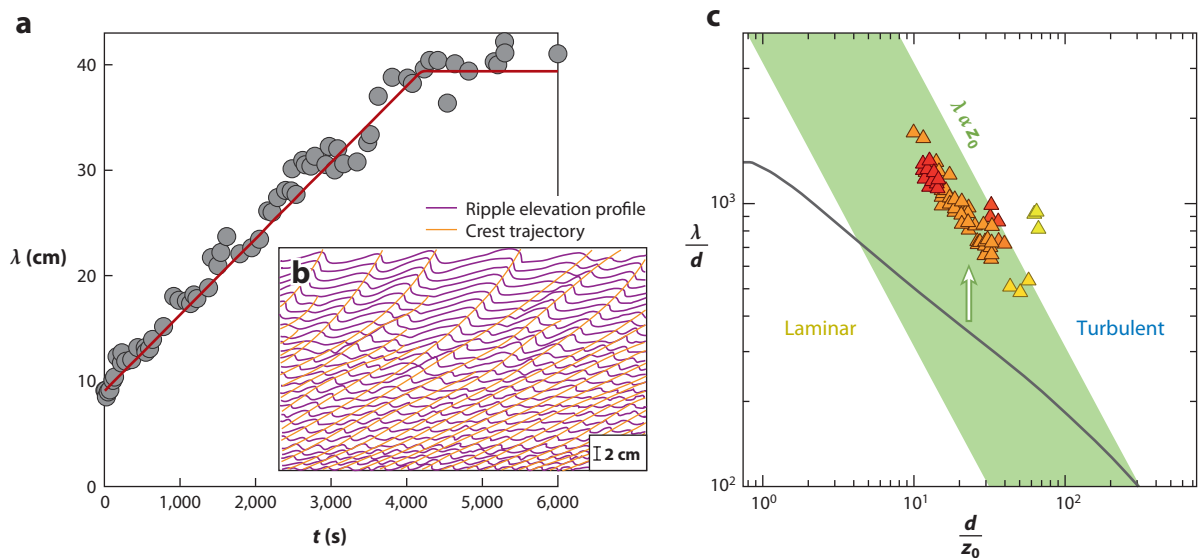 a
40
30
λ (cm)
20
10
0
0
1,000
2,000
3,000
4,000
5,000
6,000
t (s)
Ripple elevation profile
Crest trajectory
b
2 cm
c
λ ∝ z₀
10³
λ
d
Laminar
Turbulent
10²
10⁰
10¹
10²
d
z₀